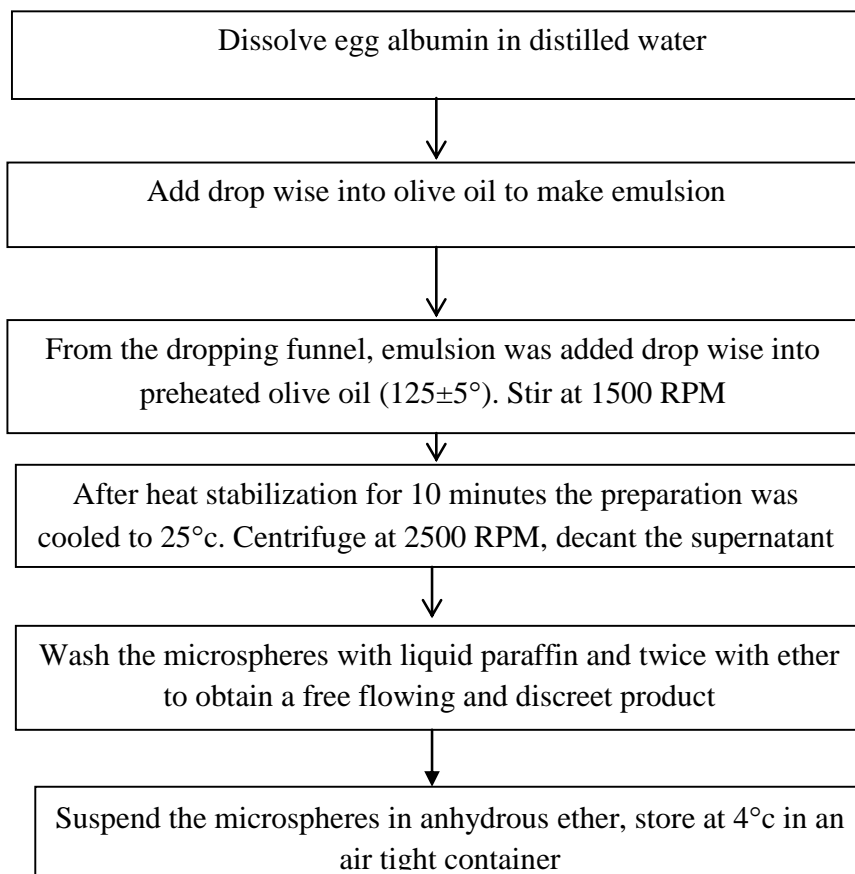 Dissolve egg albumin in distilled water
Add drop wise into olive oil to make emulsion
From the dropping funnel, emulsion was added drop wise into
preheated olive oil (125±5°). Stir at 1500 RPM
After heat stabilization for 10 minutes the preparation was
cooled to 25°c. Centrifuge at 2500 RPM, decant the supernatant
Wash the microspheres with liquid paraffin and twice with ether
to obtain a free flowing and discreet product
Suspend the microspheres in anhydrous ether, store at 4°c in an
air tight container